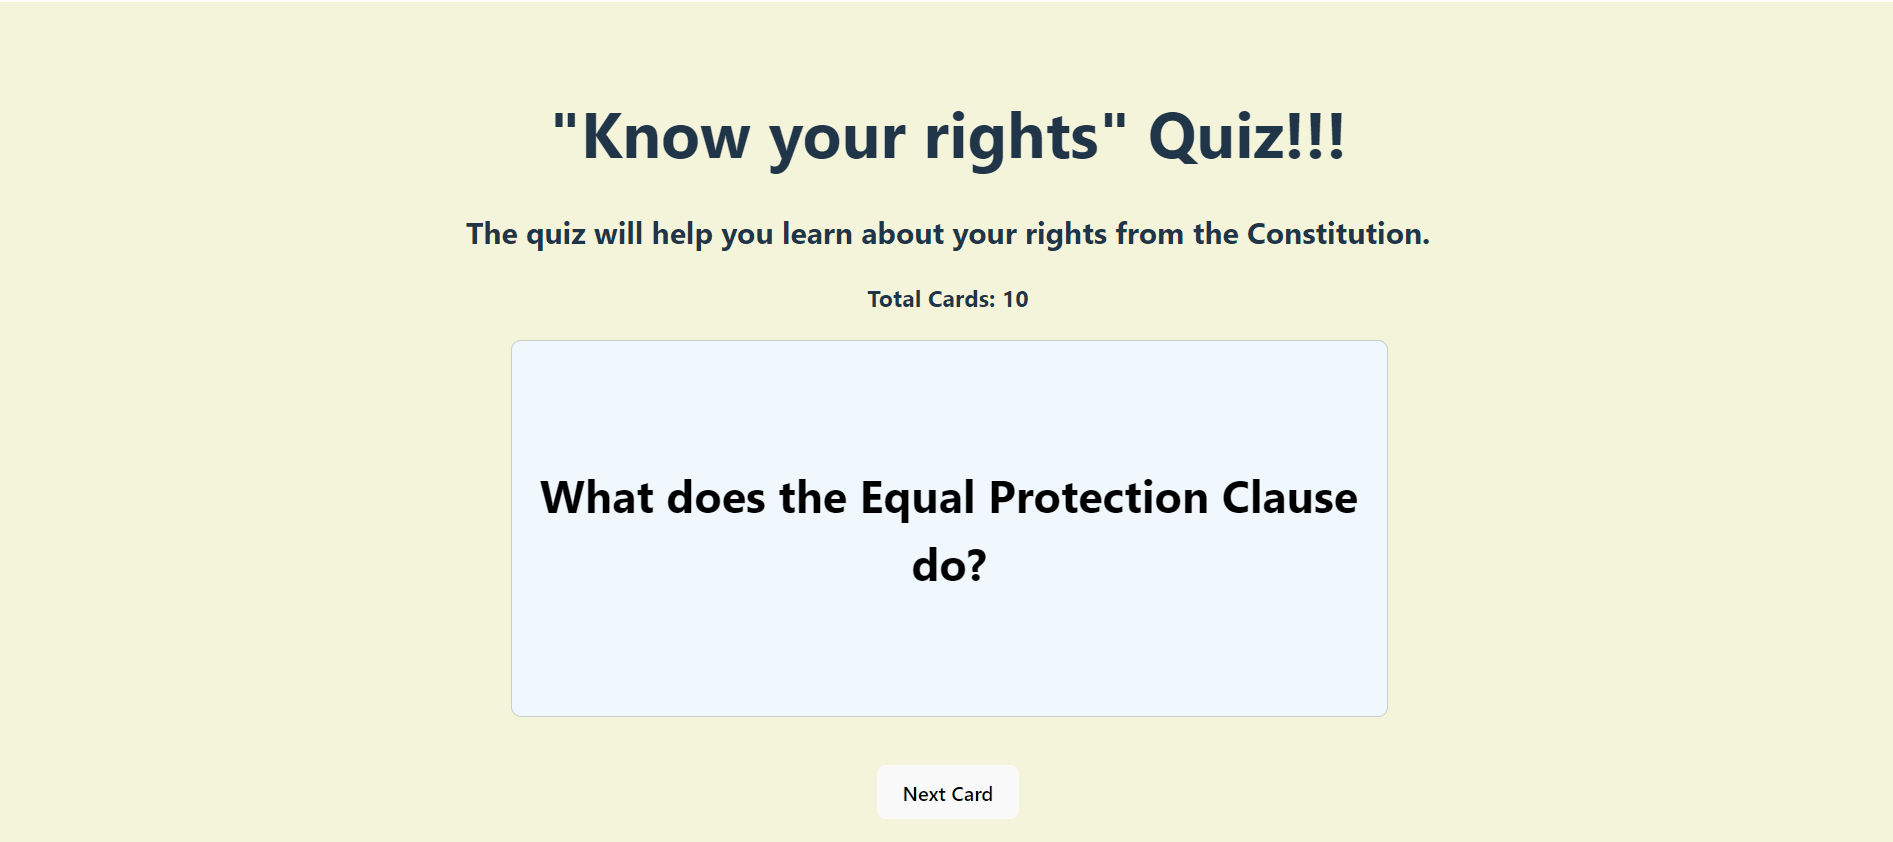 "Know your rights" Quiz!!!
The quiz will help you learn about your rights from the Constitution.
Total Cards: 10
What does the Equal Protection Clause
do?
Next Card